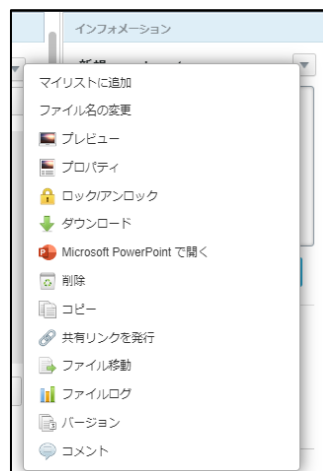 インフォメーション
マイリストに追加
ファイル名の変更
プレビュー
プロパティ
ロック/アンロック
ダウンロード
Microsoft PowerPoint で開く
削除
コピー
共有リンクを発行
ファイル移動
ファイルログ
バージョン
コメント